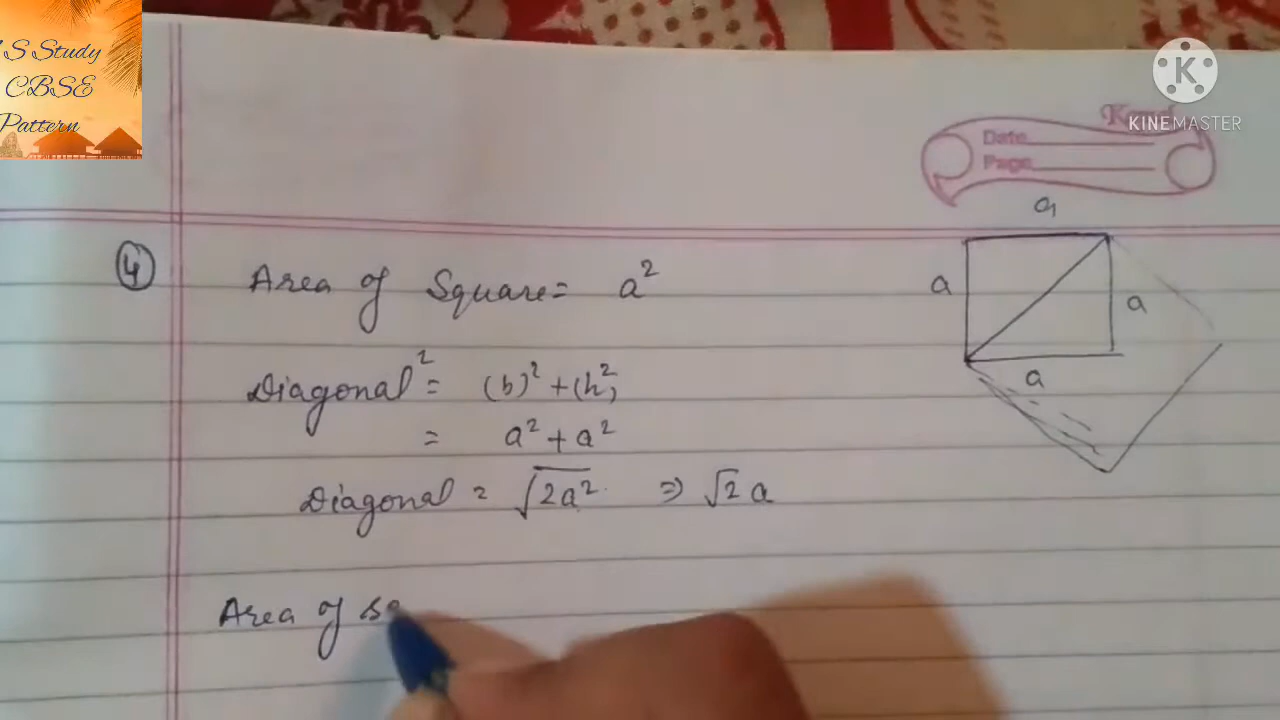 S Study
CBSE
Pattern
KINEMASTER
Date
Page
a
a
a
a
4
Area of Square = a²
Diagonal² = (b)² + (h²)
= a² + a²
Diagonal = √2a² ⇒ √2 a
Area of